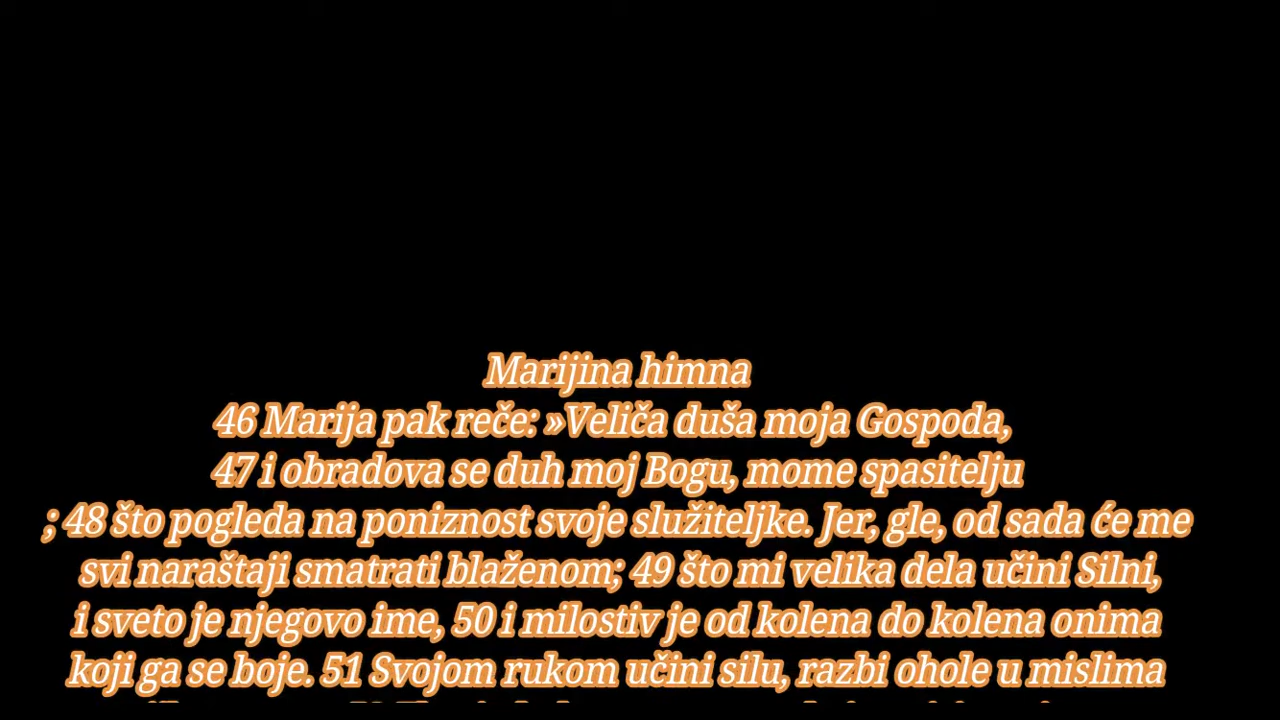 Marijina himna
46 Marija pak reče: »Veliča duša moja Gospoda,
47 i obradova se duh moj Bogu, mome spasitelju
; 48 što pogleda na poniznost svoje služiteljke. Jer, gle, od sada će me
svi naraštaji smatrati blaženom; 49 što mi velika dela učini Silni,
i sveto je njegovo ime, 50 i milostiv je od kolena do kolena onima
koji ga se boje. 51 Svojom rukom učini silu, razbi ohole u mislima